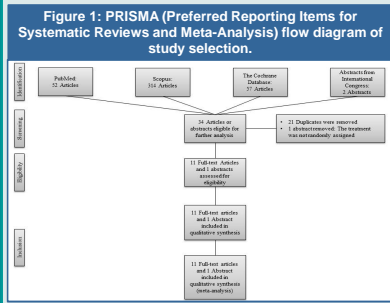 Figure 1: PRISMA (Preferred Reporting Items for
Systematic Reviews and Meta-Analysis) flow diagram of
study selection.
Identification
PubMed:
52 Articles
Scopus:
314 Articles
The Cochrane
Database:
57 Articles
Abstracts from
International
Congress:
2 Abstracts
Screening
34 Articles or
abstracts eligible for
further analysis
• 21 Duplicates were removed
• 1 abstract removed: The treatment
was not randomly assigned
Eligibility
11 Full-text Articles
and 1 abstracts
assessed for
eligibility
Inclusion
11 Full-text articles
and 1 Abstract
included in
qualitative synthesis
11 Full-text articles
and 1 Abstract
included in
qualitative synthesis
(meta-analysis)